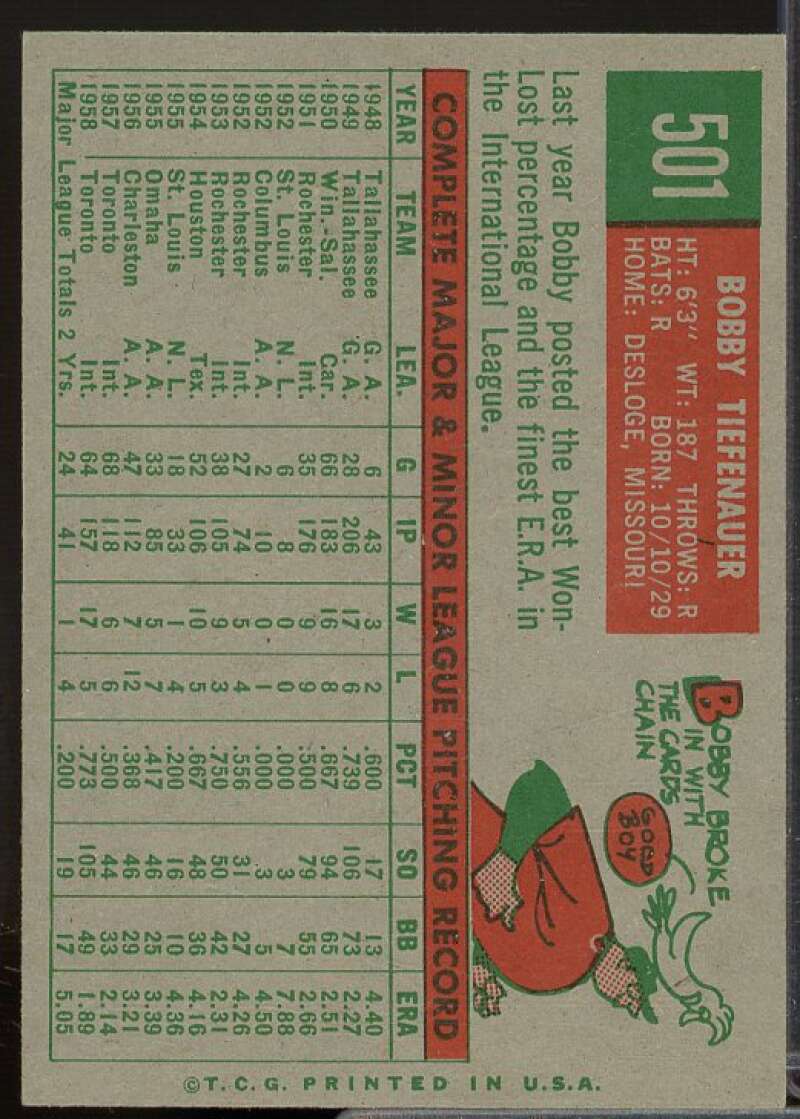 501
BOBBY TIEFENAUER
HT: 6'3" WT: 187 THROWS: R
BATS: R BORN: 10/10/29
HOME: DESLOGE, MISSOURI
BOBBY BROKE
IN WITH
THE CARDS
CHAIN
GOOD
BOY
Last year Bobby posted the best Won-
Lost percentage and the finest E.R.A. in
the International League.
COMPLETE MAJOR & MINOR LEAGUE PITCHING RECORD
YEAR TEAM LEA. G IP W L PCT SO BB ERA
1948 Tallahassee G. A. 6 43 3 2 .600 17 13 4.40
1949 Tallahassee G. A. 28 206 17 6 .739 106 73 2.27
1950 Win.-Sal. Car. 66 183 16 8 .667 94 65 2.51
1951 Rochester Int. 35 176 9 9 .500 79 55 2.66
1952 St. Louis N. L. 6 8 0 0 .000 3 7 7.88
1952 Columbus A. A. 2 10 0 1 .000 3 5 4.50
1952 Rochester Int. 27 74 5 4 .556 31 27 4.26
1953 Rochester Int. 38 105 9 3 .750 50 42 2.31
1954 Houston Tex. 52 106 10 5 .667 48 36 4.16
1955 St. Louis N. L. 18 33 1 4 .200 16 10 4.36
1955 Omaha A. A. 33 85 5 7 .417 46 25 3.39
1956 Charleston A. A. 47 112 7 12 .368 46 29 3.21
1957 Toronto Int. 68 118 6 6 .500 44 33 2.14
1958 Toronto Int. 64 157 17 5 .773 105 49 1.89
Major League Totals 2 Yrs. 24 41 1 4 .200 19 17 5.05
©T.C.G. PRINTED IN U.S.A.